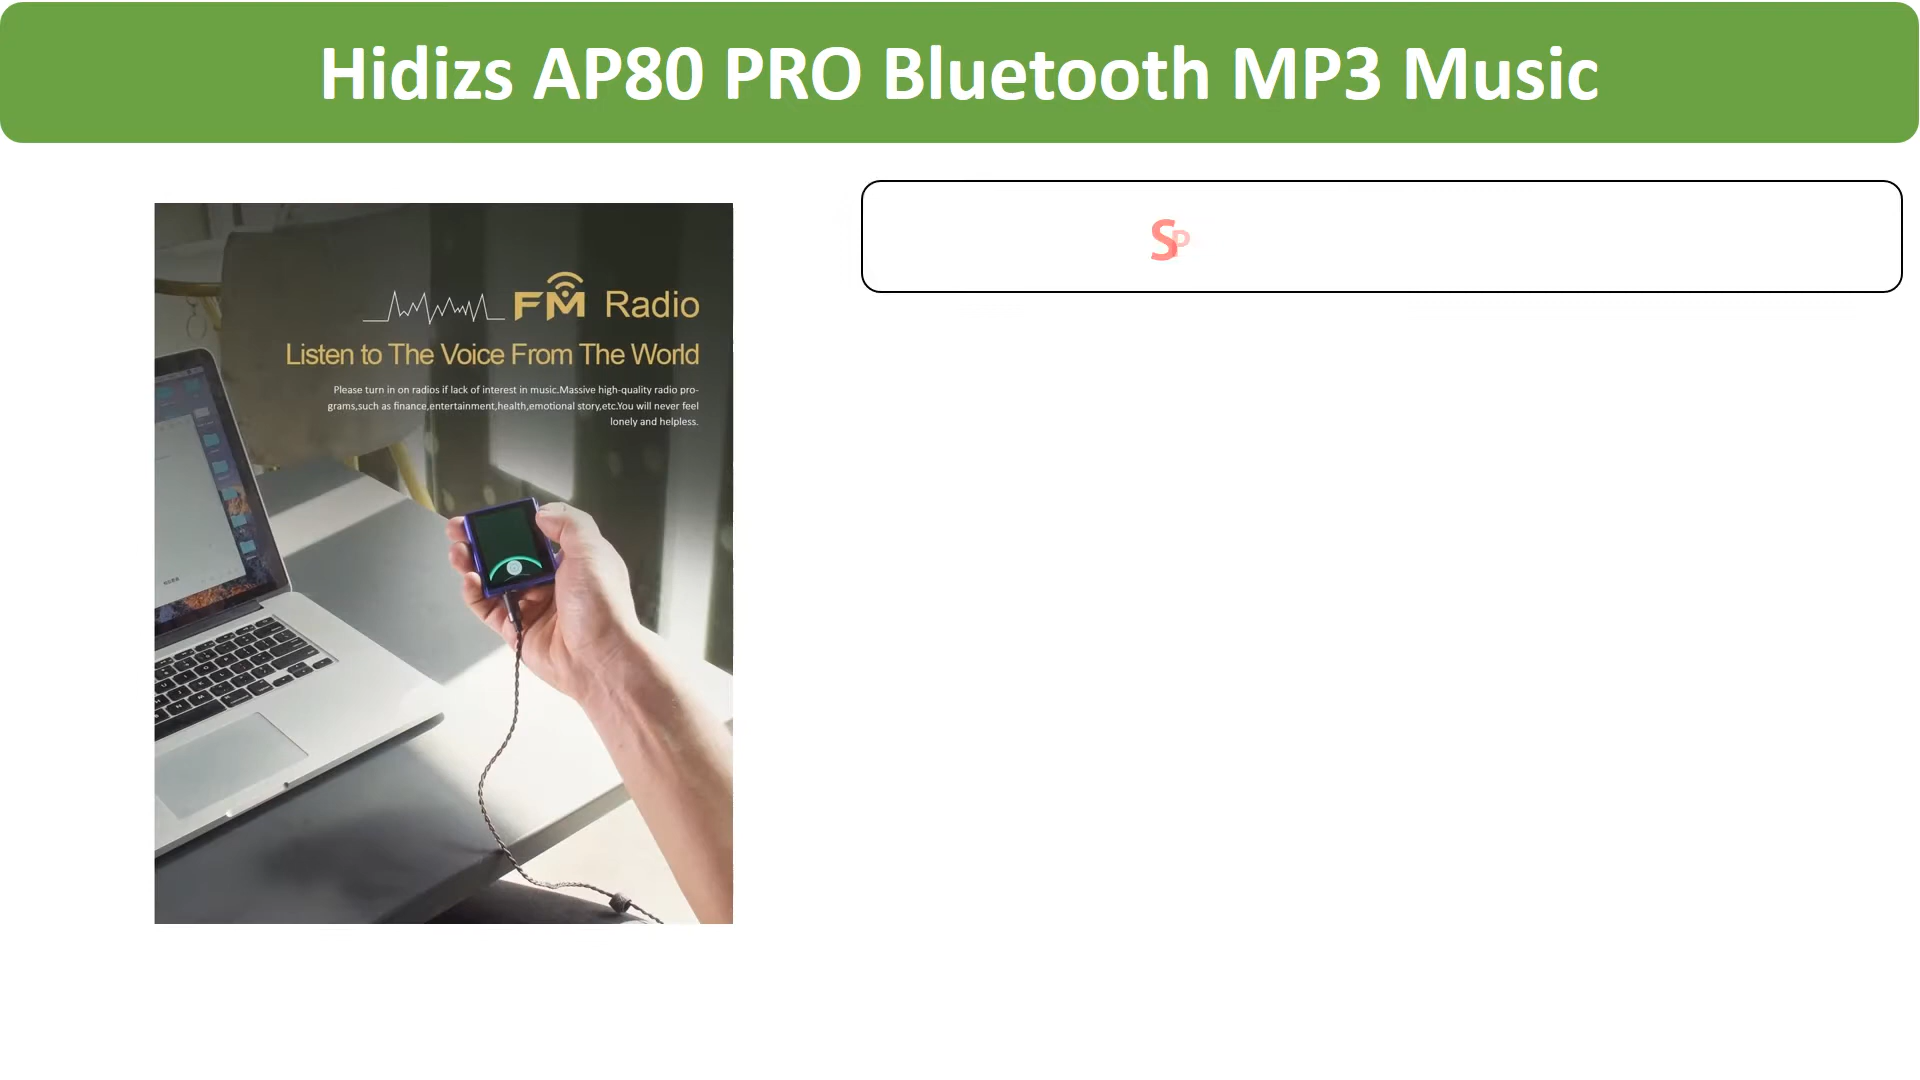 Hidizs AP80 PRO Bluetooth MP3 Music
SP
FM Radio
Listen to The Voice From The World
Please turn in on radios if lack of interest in music.Massive high-quality radio pro-
grams,such as finance,entertainment,health,emotional story,etc.You will never feel
lonely and helpless.